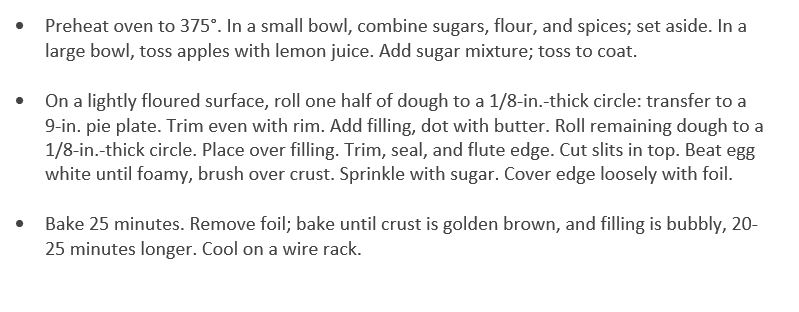 • Preheat oven to 375°. In a small bowl, combine sugars, flour, and spices; set aside. In a
large bowl, toss apples with lemon juice. Add sugar mixture; toss to coat.
• On a lightly floured surface, roll one half of dough to a 1/8-in.-thick circle: transfer to a
9-in. pie plate. Trim even with rim. Add filling, dot with butter. Roll remaining dough to a
1/8-in.-thick circle. Place over filling. Trim, seal, and flute edge. Cut slits in top. Beat egg
white until foamy, brush over crust. Sprinkle with sugar. Cover edge loosely with foil.
• Bake 25 minutes. Remove foil; bake until crust is golden brown, and filling is bubbly, 20-
25 minutes longer. Cool on a wire rack.